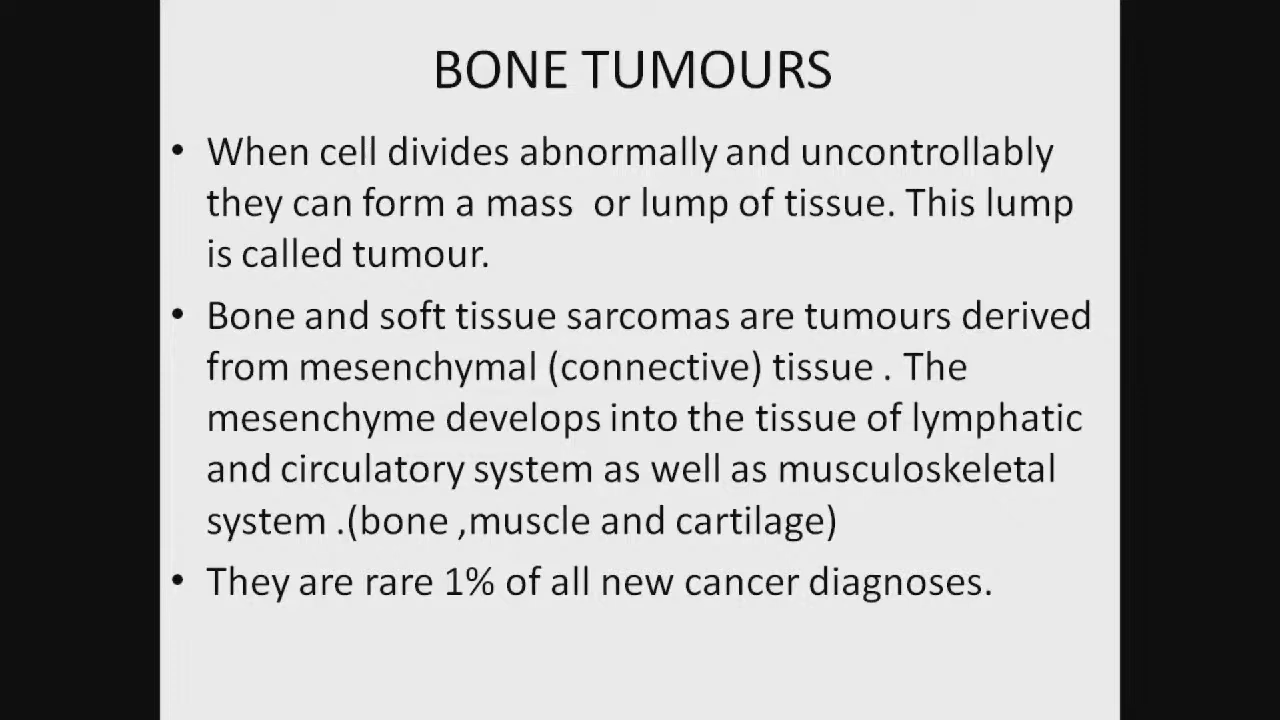 BONE TUMOURS
• When cell divides abnormally and uncontrollably
they can form a mass  or lump of tissue. This lump
is called tumour.
• Bone and soft tissue sarcomas are tumours derived
from mesenchymal (connective) tissue . The
mesenchyme develops into the tissue of lymphatic
and circulatory system as well as musculoskeletal
system .(bone ,muscle and cartilage)
• They are rare 1% of all new cancer diagnoses.